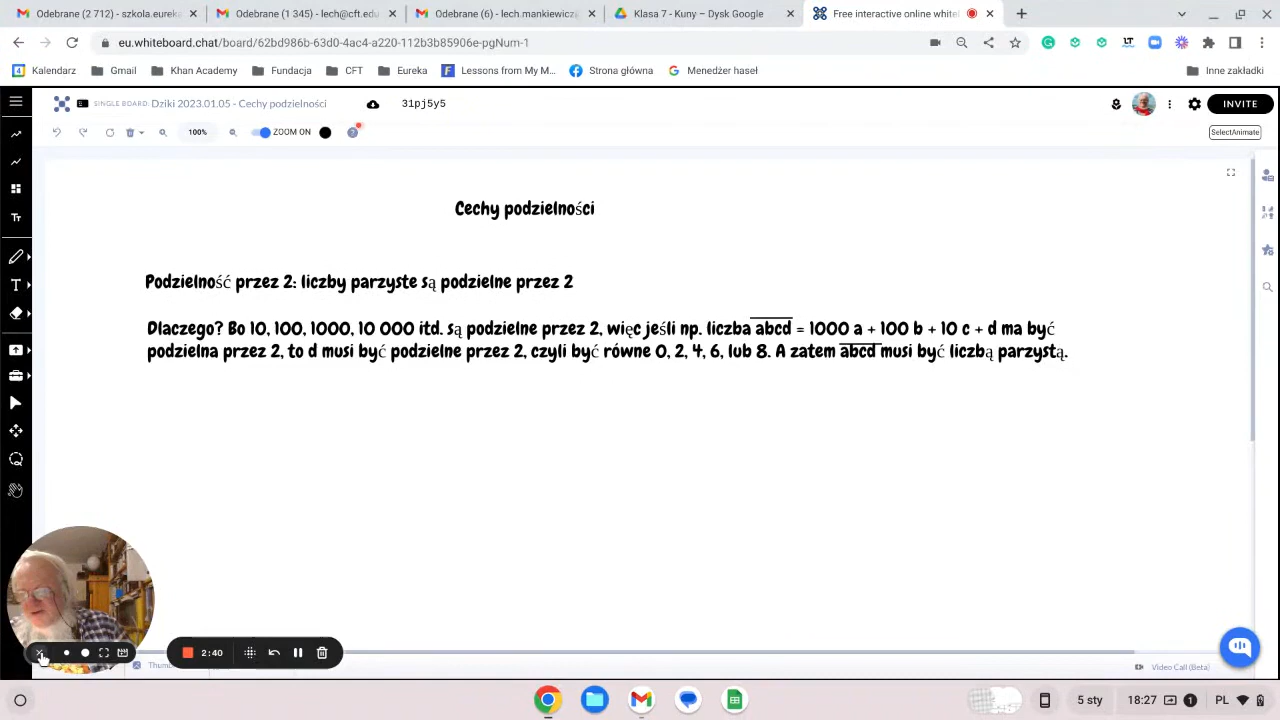 Odebrane (2 712) - szkola.eureka
Odebrane (1 345) - lech@cft.edu
Odebrane (6) - lech.mankiewicz
Klasa 7 - Kuny – Dysk Google
Free interactive online white
eu.whiteboard.chat/board/62bd986b-63d0-4ac4-a220-112b3b85906e-pgNum-1
Kalendarz Gmail Khan Academy Fundacja CFT Eureka Lessons from My M... Strona główna Menedżer haseł Inne zakładki
SINGLE BOARD: Dziki 2023.01.05 - Cechy podzielności 31pj5y5 INVITE
100% ZOOM ON SelectAnimate
Cechy podzielności
Podzielność przez 2: liczby parzyste są podzielne przez 2
Dlaczego? Bo 10, 100, 1000, 10 000 itd. są podzielne przez 2, więc jeśli np. liczba abcd = 1000 a + 100 b + 10 c + d ma być
podzielna przez 2, to d musi być podzielne przez 2, czyli być równe 0, 2, 4, 6, lub 8. A zatem abcd musi być liczbą parzystą.
2:40
Thum Video Call (Beta)
5 sty 18:27 1 PL